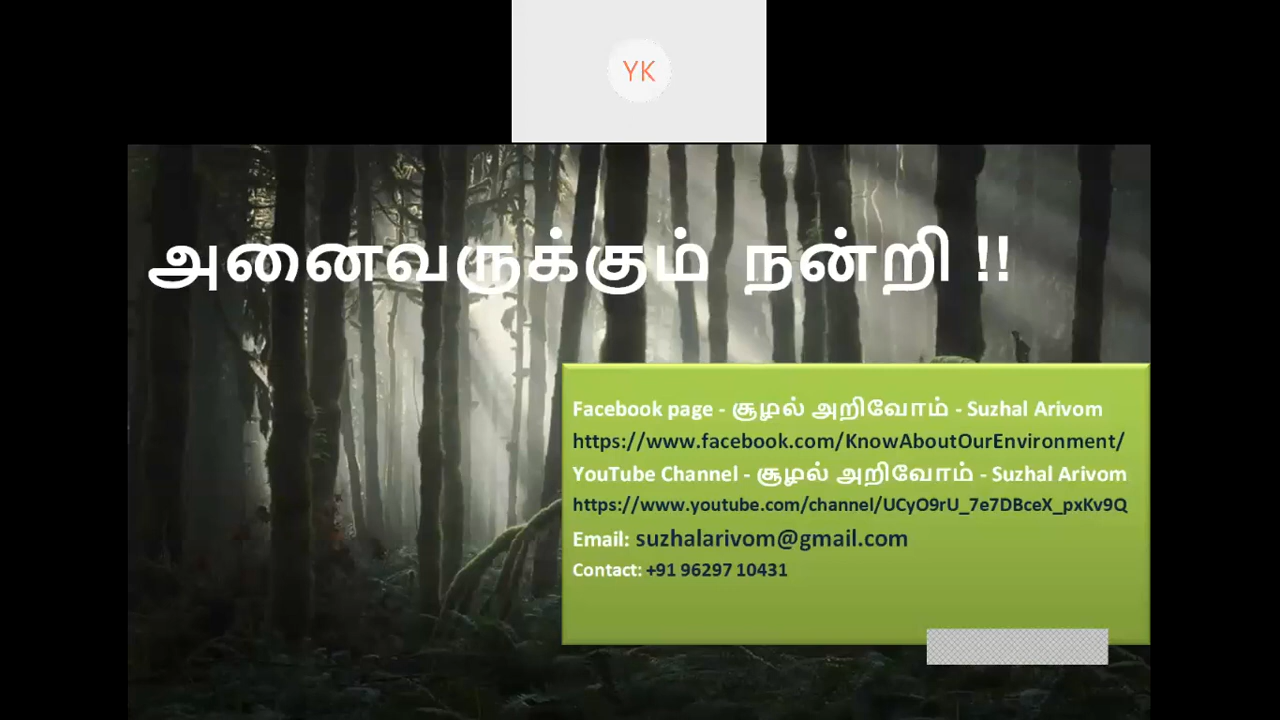 YK
அனைவருக்கும் நன்றி !!
Facebook page - சூழல் அறிவோம் - Suzhal Arivom
https://www.facebook.com/KnowAboutOurEnvironment/
YouTube Channel - சூழல் அறிவோம் - Suzhal Arivom
https://www.youtube.com/channel/UCyO9rU_7e7DBceX_pxKv9Q
Email: suzhalarivom@gmail.com
Contact: +91 96297 10431